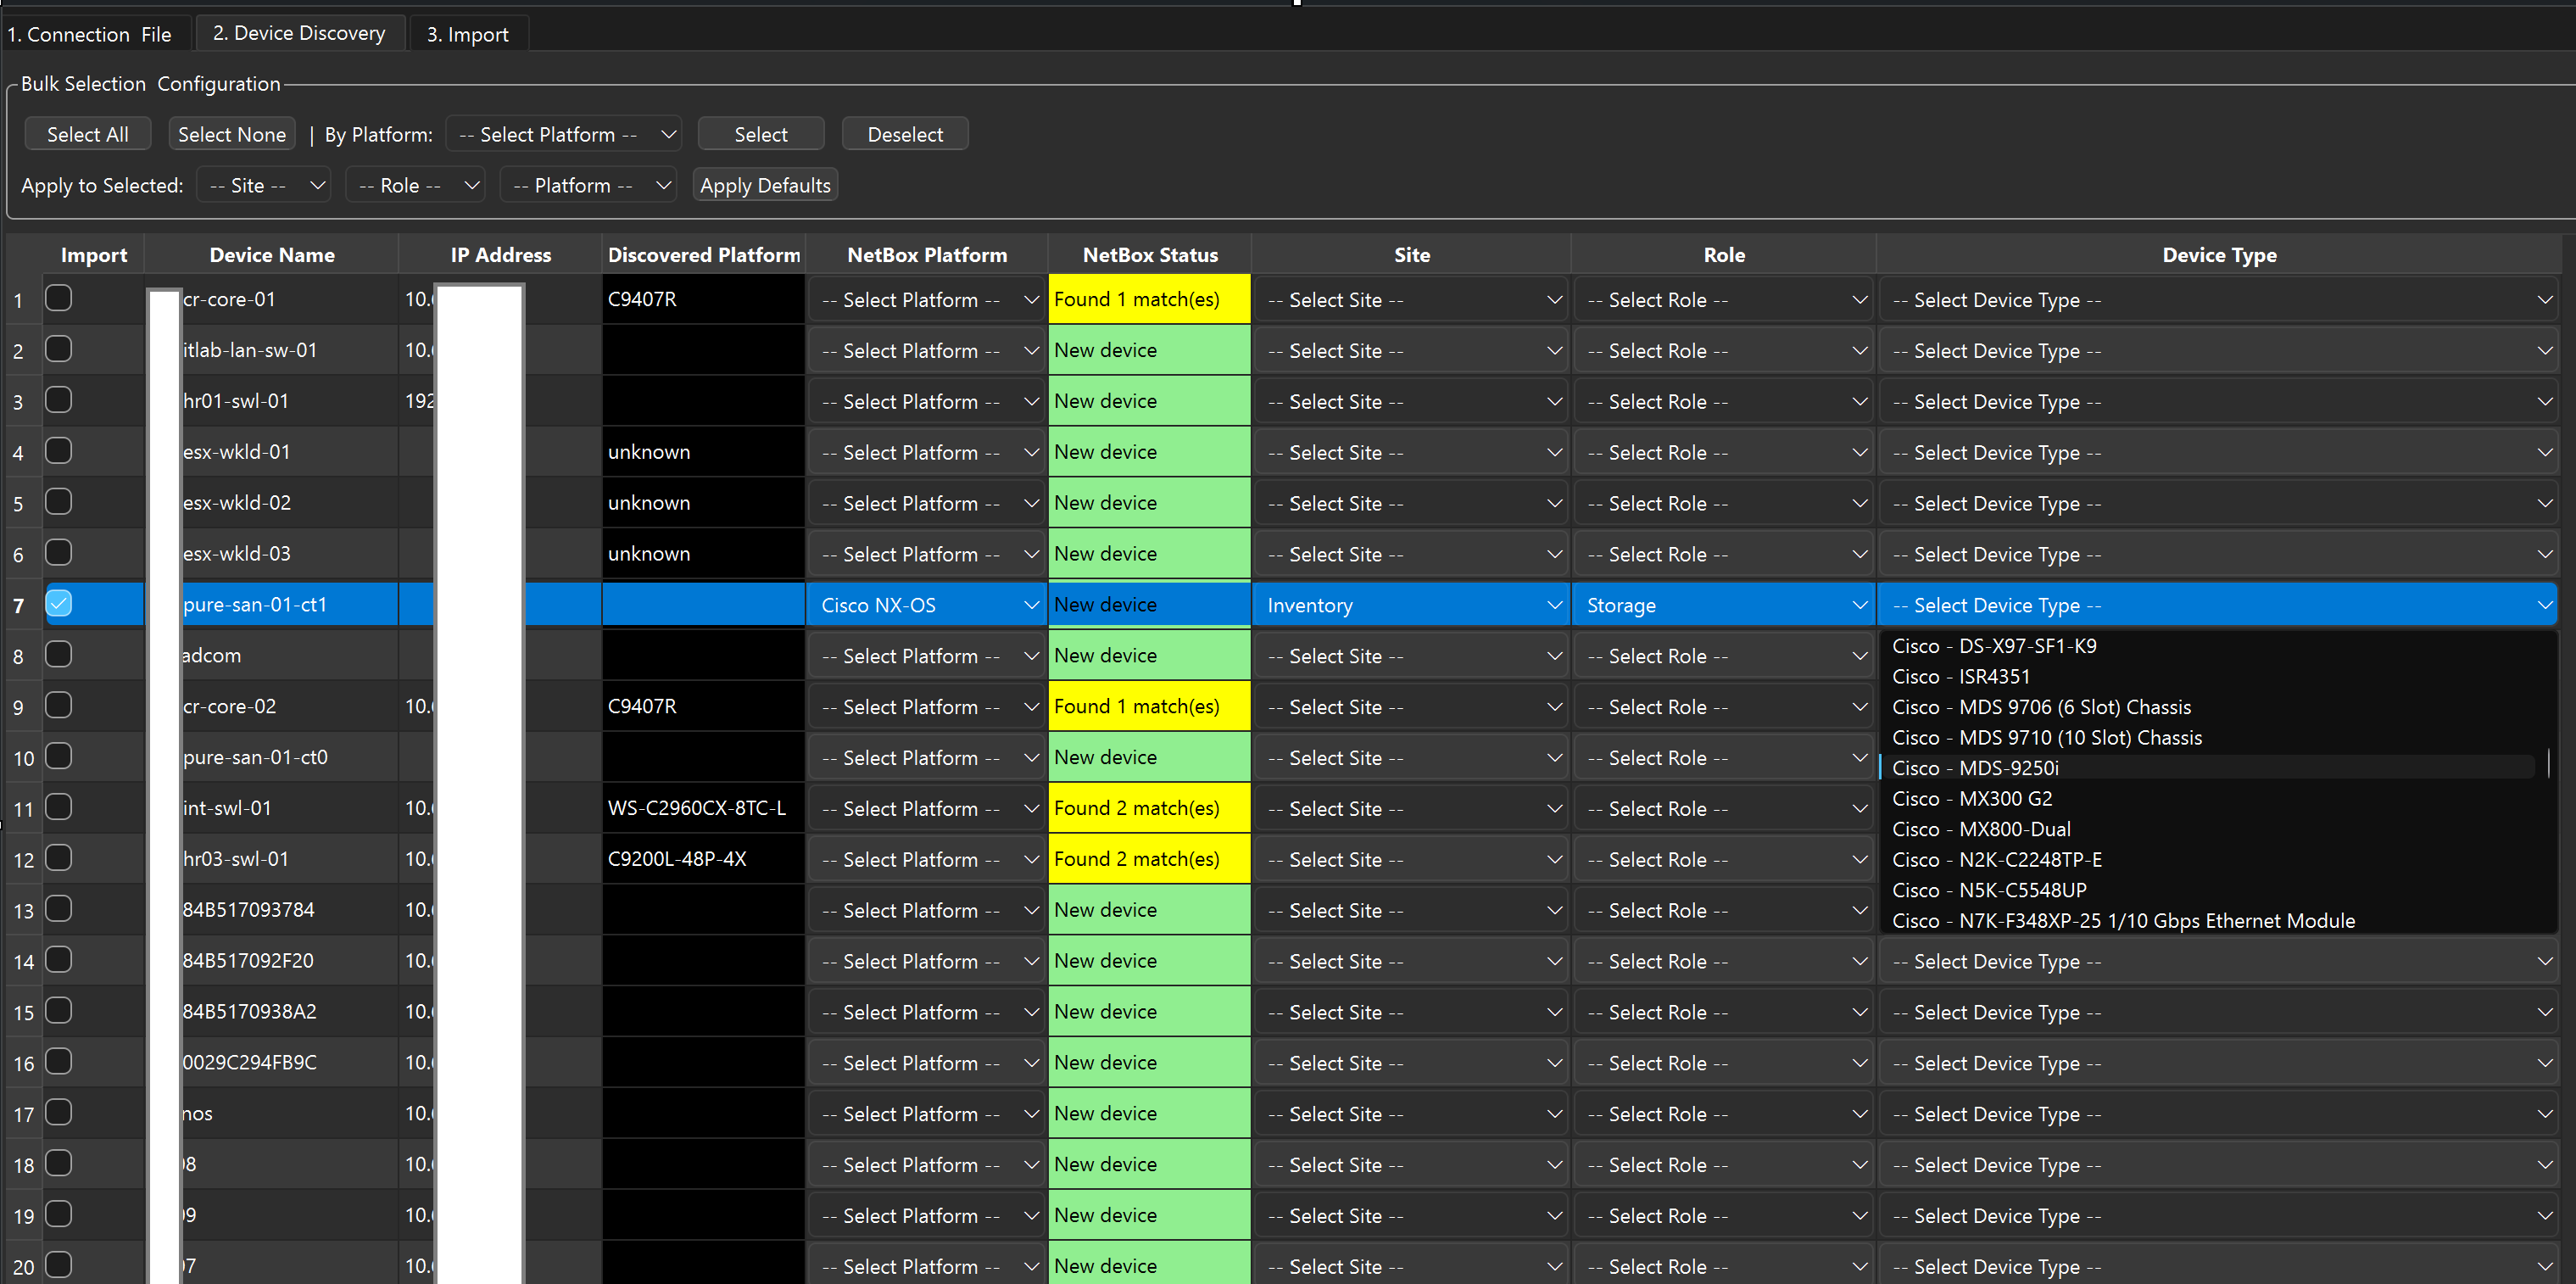 1. Connection File 2. Device Discovery 3. Import
Bulk Selection Configuration
Select All Select None | By Platform: -- Select Platform -- Select Deselect
Apply to Selected: -- Site -- -- Role -- -- Platform -- Apply Defaults
Import Device Name IP Address Discovered Platform NetBox Platform NetBox Status Site Role Device Type
1 cr-core-01 10. C9407R -- Select Platform -- Found 1 match(es) -- Select Site -- -- Select Role -- -- Select Device Type --
2 itlab-lan-sw-01 10. -- Select Platform -- New device -- Select Site -- -- Select Role -- -- Select Device Type --
3 hr01-swl-01 192 -- Select Platform -- New device -- Select Site -- -- Select Role -- -- Select Device Type --
4 esx-wkld-01 unknown -- Select Platform -- New device -- Select Site -- -- Select Role -- -- Select Device Type --
5 esx-wkld-02 unknown -- Select Platform -- New device -- Select Site -- -- Select Role -- -- Select Device Type --
6 esx-wkld-03 unknown -- Select Platform -- New device -- Select Site -- -- Select Role -- -- Select Device Type --
7 pure-san-01-ct1 Cisco NX-OS New device Inventory Storage -- Select Device Type --
8 adcom -- Select Platform -- New device -- Select Site -- -- Select Role --
9 cr-core-02 10. C9407R -- Select Platform -- Found 1 match(es) -- Select Site -- -- Select Role --
10 pure-san-01-ct0 -- Select Platform -- New device -- Select Site -- -- Select Role --
11 int-swl-01 10. WS-C2960CX-8TC-L -- Select Platform -- Found 2 match(es) -- Select Site -- -- Select Role --
12 hr03-swl-01 10. C9200L-48P-4X -- Select Platform -- Found 2 match(es) -- Select Site -- -- Select Role --
13 84B517093784 10. -- Select Platform -- New device -- Select Site -- -- Select Role --
Cisco - DS-X97-SF1-K9
Cisco - ISR4351
Cisco - MDS 9706 (6 Slot) Chassis
Cisco - MDS 9710 (10 Slot) Chassis
Cisco - MDS-9250i
Cisco - MX300 G2
Cisco - MX800-Dual
Cisco - N2K-C2248TP-E
Cisco - N5K-C5548UP
Cisco - N7K-F348XP-25 1/10 Gbps Ethernet Module
14 84B517092F20 10. -- Select Platform -- New device -- Select Site -- -- Select Role -- -- Select Device Type --
15 84B5170938A2 10. -- Select Platform -- New device -- Select Site -- -- Select Role -- -- Select Device Type --
16 0029C294FB9C 10. -- Select Platform -- New device -- Select Site -- -- Select Role -- -- Select Device Type --
17 nos 10. -- Select Platform -- New device -- Select Site -- -- Select Role -- -- Select Device Type --
18 8 10. -- Select Platform -- New device -- Select Site -- -- Select Role -- -- Select Device Type --
19 9 10. -- Select Platform -- New device -- Select Site -- -- Select Role -- -- Select Device Type --
20 7 10. -- Select Platform -- New device -- Select Site -- -- Select Role -- -- Select Device Type --